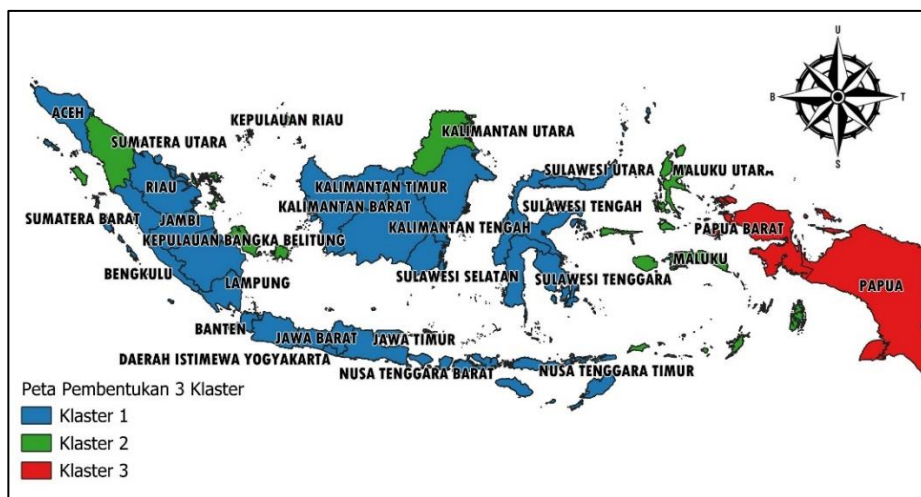 U
B
T
S
ACEH
SUMATERA UTARA
KEPULAUAN RIAU
KALIMANTAN UTARA
RIAU
KALIMANTAN TIMUR
SULAWESI UTARA
MALUKU UTARA
SUMATERA BARAT
JAMBI
KALIMANTAN BARAT
SULAWESI TENGAH
PAPUA BARAT
KEPULAUAN BANGKA BELITUNG
KALIMANTAN TENGAH
BENGKULU
LAMPUNG
SULAWESI SELATAN
SULAWESI TENGGARA
MALUKU
PAPUA
BANTEN
JAWA BARAT
JAWA TIMUR
DAERAH ISTIMEWA YOGYAKARTA
NUSA TENGGARA BARAT
NUSA TENGGARA TIMUR
Peta Pembentukan 3 Klaster
Klaster 1
Klaster 2
Klaster 3